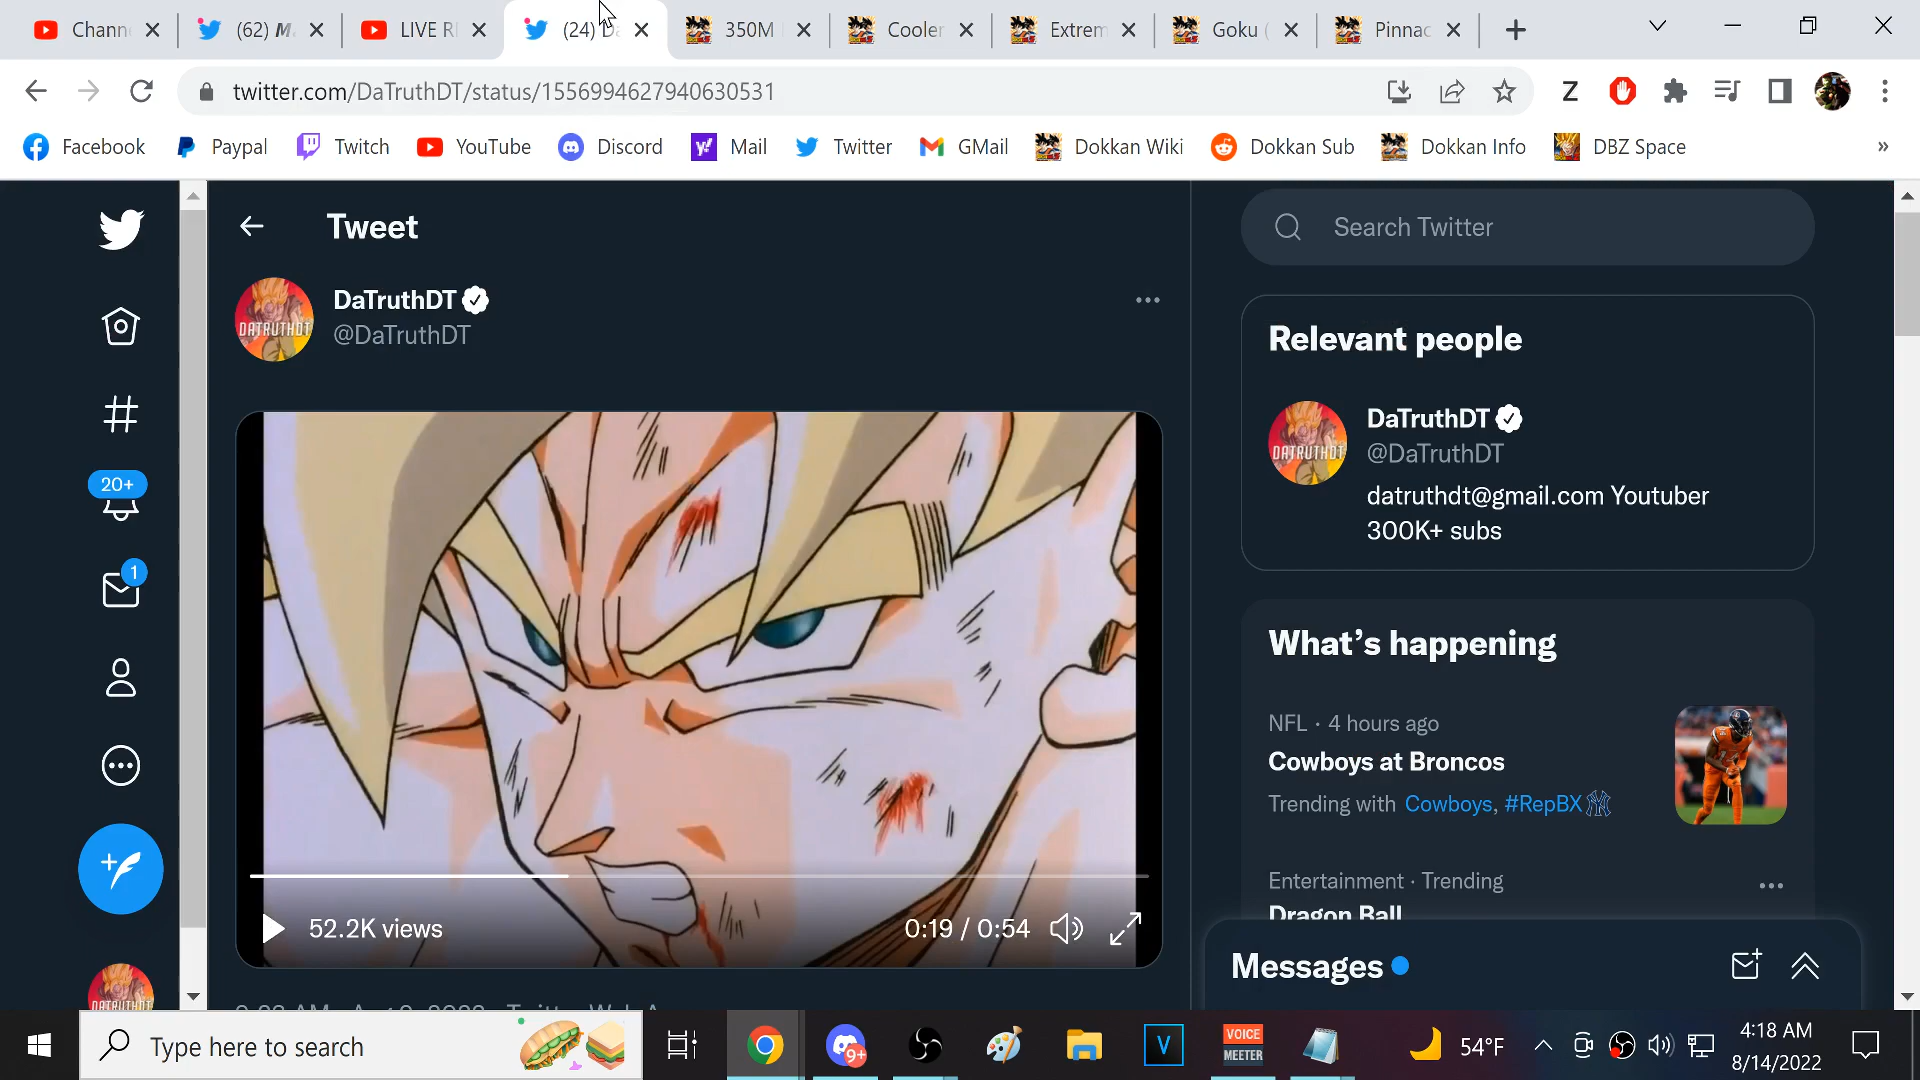 Chann
(62) M
LIVE R
(24) Da
350M
Cooler
Extrem
Goku (
Pinnac
twitter.com/DaTruthDT/status/1556994627940630531
Z
Facebook
Paypal
Twitch
YouTube
Discord
Mail
Twitter
GMail
Dokkan Wiki
Dokkan Sub
Dokkan Info
DBZ Space
»
Tweet
Search Twitter
DaTruthDT
@DaTruthDT
DATRUTHDT
Relevant people
DaTruthDT
@DaTruthDT
DATRUTHDT
datruthdt@gmail.com Youtuber
300K+ subs
20+
1
What's happening
NFL · 4 hours ago
Cowboys at Broncos
Trending with Cowboys, #RepBX
Entertainment · Trending
Dragon Ball
52.2K views
0:19 / 0:54
Messages
DATRUTHDT
Type here to search
9+
V
VOICE
MEETER
54°F
4:18 AM
8/14/2022